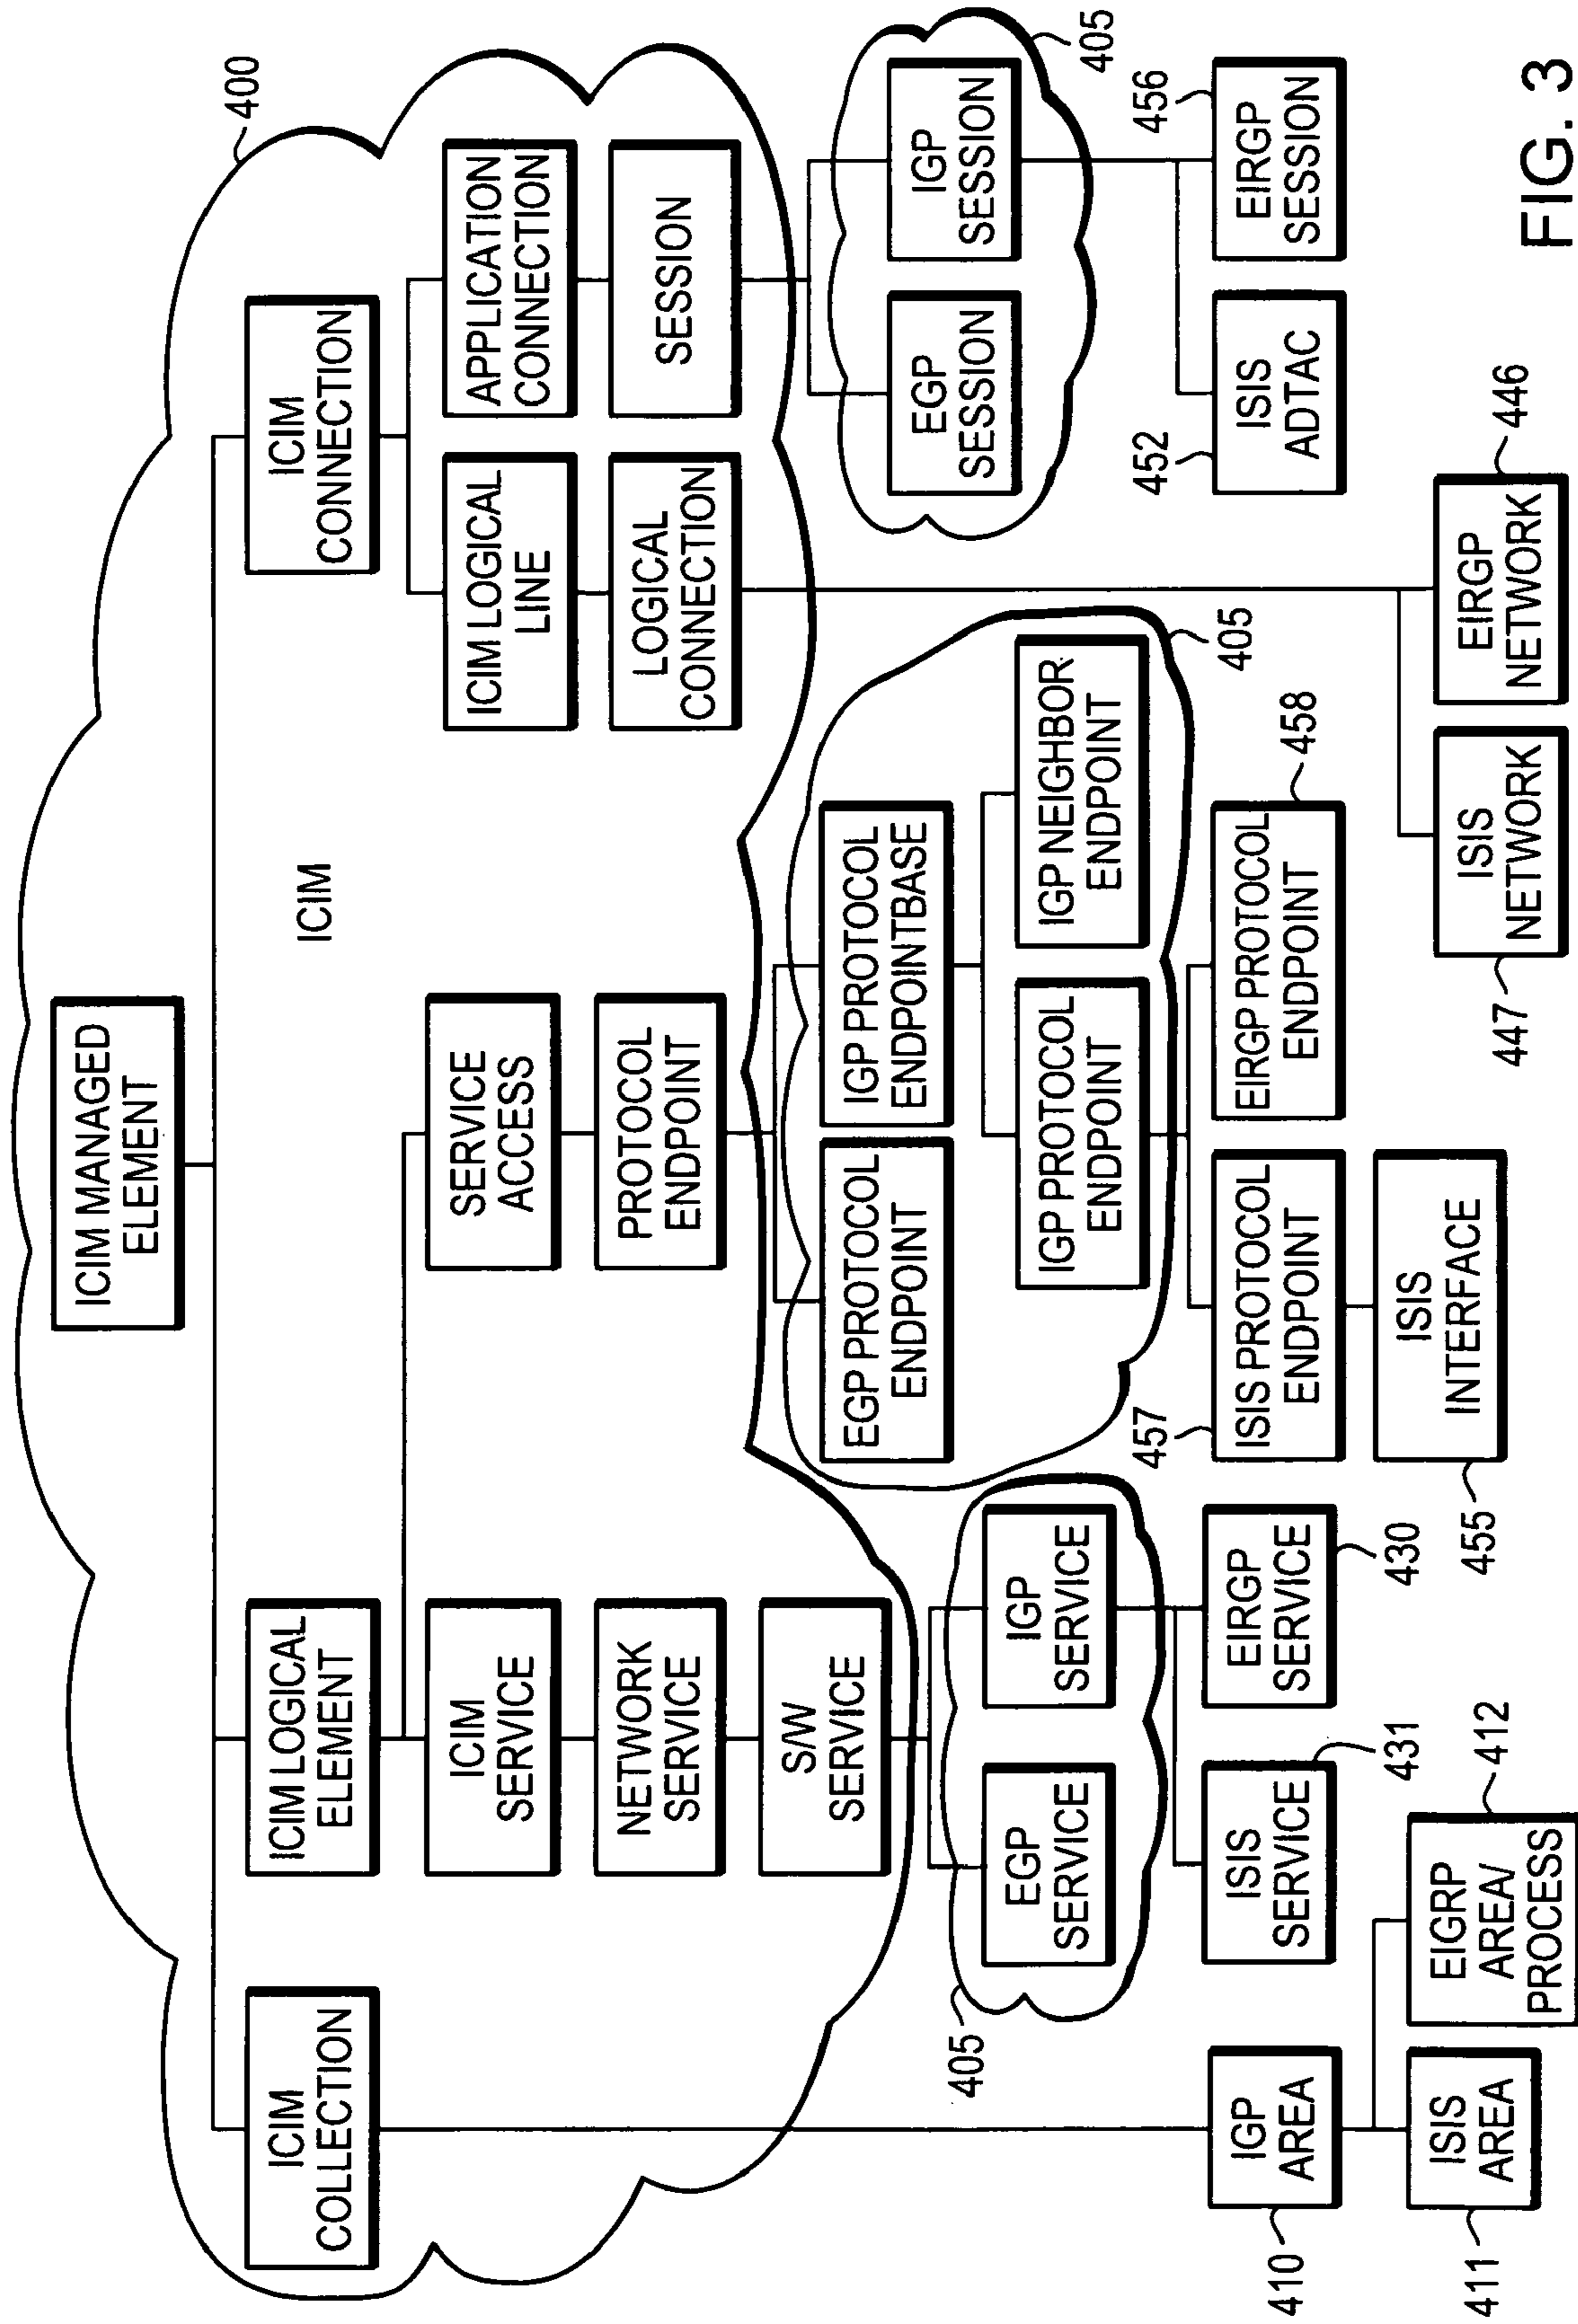 400
ICIM MANAGED
ELEMENT
ICIM
COLLECTION
ICIM LOGICAL
ELEMENT
ICIM
ICIM
CONNECTION
ICIM
SERVICE
SERVICE
ACCESS
ICIM LOGICAL
LINE
APPLICATION
CONNECTION
NETWORK
SERVICE
PROTOCOL
ENDPOINT
LOGICAL
CONNECTION
SESSION
S/W
SERVICE
EGP PROTOCOL
ENDPOINT
IGP PROTOCOL
ENDPOINTBASE
EGP
SESSION
IGP
SESSION
405
405
EGP
SERVICE
IGP
SERVICE
IGP PROTOCOL
ENDPOINT
IGP NEIGHBOR
ENDPOINT
405
410
IGP
AREA
ISIS
SERVICE
431
EIRGP
SERVICE
430
457
ISIS PROTOCOL
ENDPOINT
EIRGP PROTOCOL
ENDPOINT
458
452
ISIS
ADTAC
EIRGP
SESSION
456
411
ISIS
AREA
EIGRP
AREA/
PROCESS
412
455
ISIS
INTERFACE
447
ISIS
NETWORK
EIRGP
NETWORK
446
FIG. 3